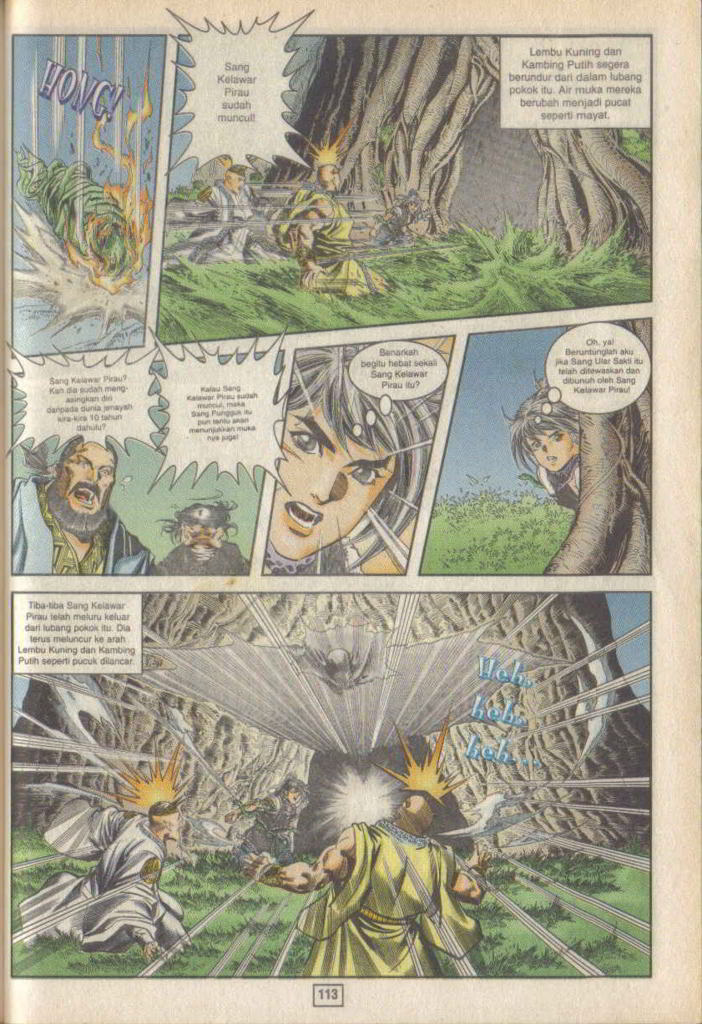 HONG!
Sang
Kelawar
Pirau
sudah
muncul!
Lembu Kuning dan
Kambing Putih segera
berundur dari dalam lubang
pokok itu. Air muka mereka
berubah menjadi pucat
seperti mayat.
Sang Kelawar Pirau?
Kah dia sudah meng-
asingkan diri
daripada dunia jenayah
kira-kira 10 tahun
dahulu?
Kalau Sang
Kelawar Pirau sudah
muncul, maka
Sang Pungguk itu
pun tentu akan
menunjukkan muka
nya juga!
Benarkah
begitu hebat sekali
Sang Kelawar
Pirau itu?
Oh, ya!
Beruntunglah aku
jika Sang Ular Sakti itu
telah ditewaskan dan
dibunuh oleh Sang
Kelawar Pirau!
Tiba-tiba Sang Kelawar
Pirau telah meluru keluar
dari lubang pokok itu. Dia
terus meluncur ke arah
Lembu Kuning dan Kambing
Putih seperti pucuk dilancar.
Heh,
heh,
heh...
113